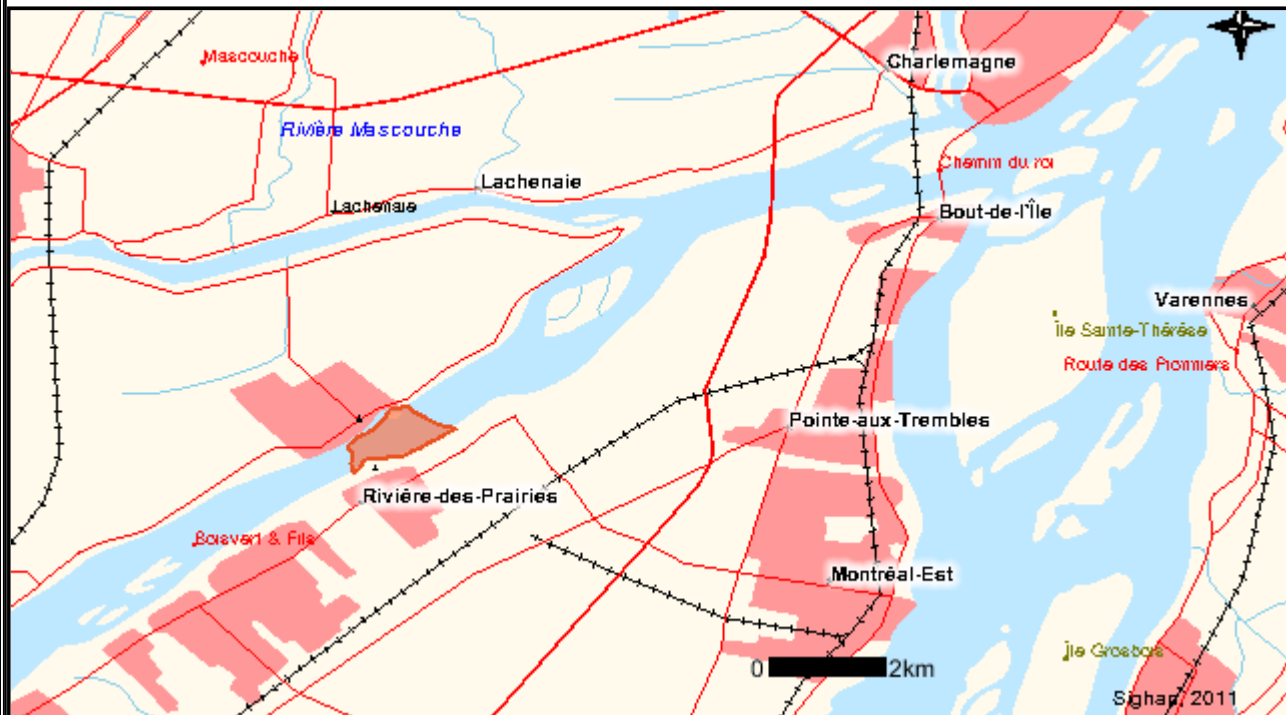 Mascouche
Charlemagne
Rivière Mascouche
Chemin du roi
Lachenaie
Lachenaie
Bout-de-l'Île
Varennes
Île Sainte-Thérèse
Route des Pionniers
Pointe-aux-Trembles
Rivière-des-Prairies
Boisvert & Fils
Montréal-Est
Île Grosbois
0 2km
Sighap, 2011